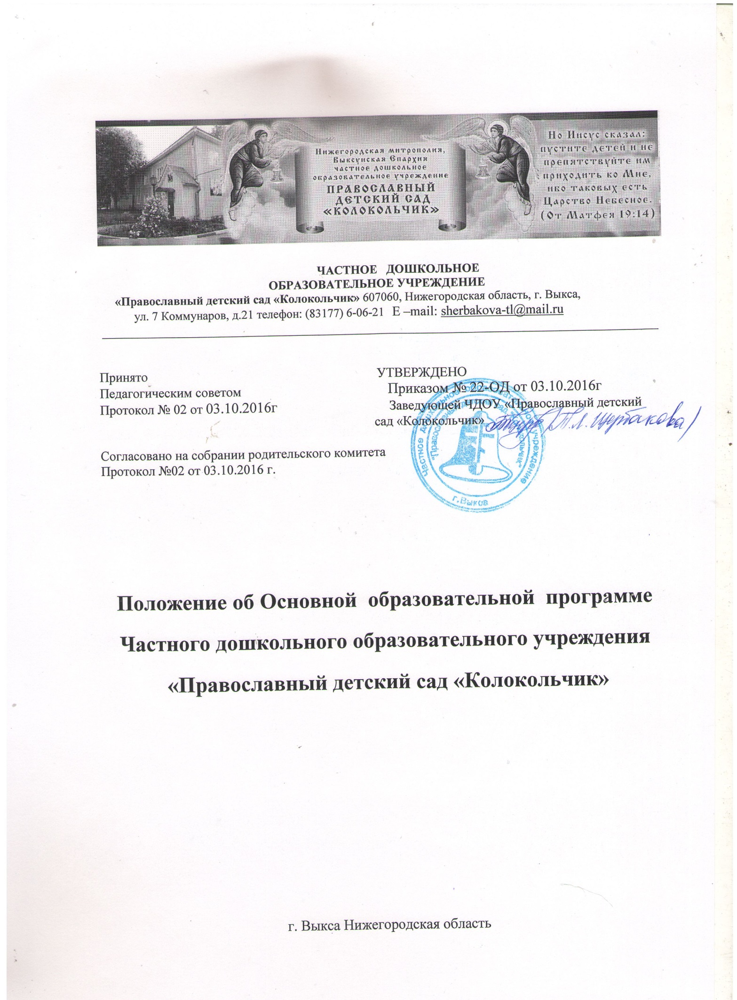 Нижегородская митрополия,
Выксунская Епархия
частное дошкольное
образовательное учреждение
ПРАВОСЛАВНЫЙ
ДЕТСКИЙ САД
«КОЛОКОЛЬЧИК»
Но Иисус сказал:
пустите детей и не
препятствуйте им
приходить ко Мне,
ибо таковых есть
Царство Небесное.
(От Матфея 19:14)
ЧАСТНОЕ ДОШКОЛЬНОЕ
ОБРАЗОВАТЕЛЬНОЕ УЧРЕЖДЕНИЕ
«Православный детский сад «Колокольчик» 607060, Нижегородская область, г. Выкса,
ул. 7 Коммунаров, д.21 телефон: (83177) 6-06-21 E –mail: sherbakova-tl@mail.ru
Принято
Педагогическим советом
Протокол № 02 от 03.10.2016г
УТВЕРЖДЕНО
Приказом № 22-ОД от 03.10.2016г
Заведующей ЧДОУ «Православный детский
сад «Колокольчик» (Т.Л. Щербакова)
Согласовано на собрании родительского комитета
Протокол №02 от 03.10.2016 г.
Частное дошкольное образовательное учреждение
"Православный детский сад "Колокольчик"
Положение об Основной образовательной программе
Частного дошкольного образовательного учреждения
«Православный детский сад «Колокольчик»
г. Выкса Нижегородская область